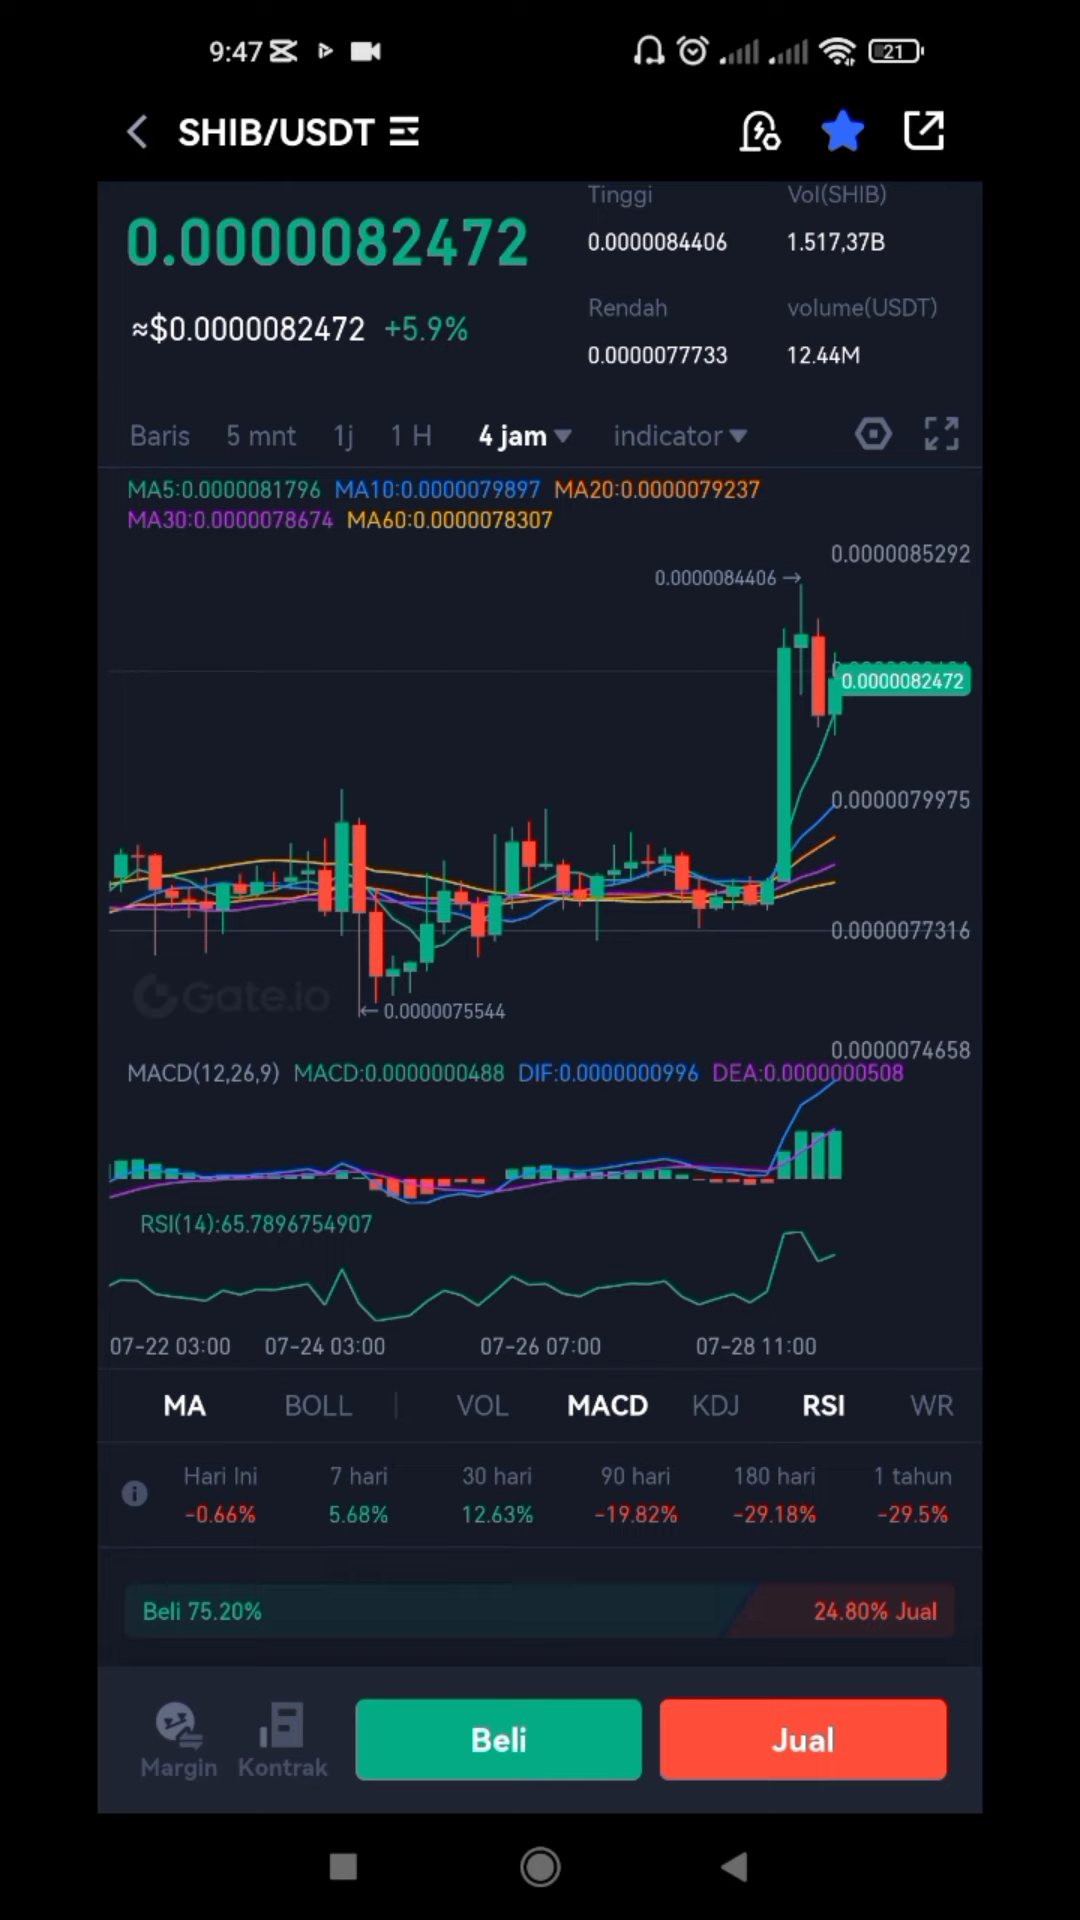 9:47
21
SHIB/USDT
0.0000082472
≈$0.0000082472 +5.9%
Tinggi
0.0000084406
Vol(SHIB)
1.517,37B
Rendah
0.0000077733
volume(USDT)
12.44M
Baris 5 mnt 1j 1 H 4 jam indicator
MA5:0.0000081796 MA10:0.0000079897 MA20:0.0000079237
MA30:0.0000078674 MA60:0.0000078307
0.0000085292
0.0000084406
0.0000082472
0.0000079975
0.0000077316
Gate.io
0.0000075544
0.0000074658
MACD(12,26,9) MACD:0.0000000488 DIF:0.0000000996 DEA:0.0000000508
RSI(14):65.7896754907
07-22 03:00 07-24 03:00 07-26 07:00 07-28 11:00
MA BOLL VOL MACD KDJ RSI WR
Hari Ini 7 hari 30 hari 90 hari 180 hari 1 tahun
-0.66% 5.68% 12.63% -19.82% -29.18% -29.5%
Beli 75.20% 24.80% Jual
Margin Kontrak Beli Jual